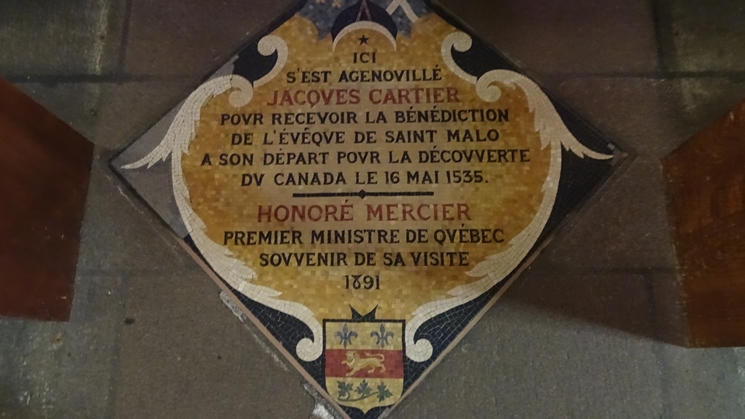 ICI
S'EST AGENOVILLÉ
JACQVES CARTIER
POVR RECEVOIR LA BÉNÉDICTION
DE L'ÉVÉQVE DE SAINT MALO
A SON DÉPART POVR LA DÉCOVVERTE
DV CANADA LE 16 MAI 1535.
HONORÉ MERCIER
PREMIER MINISTRE DE QVÉBEC
SOVVENIR DE SA VISITE
1891